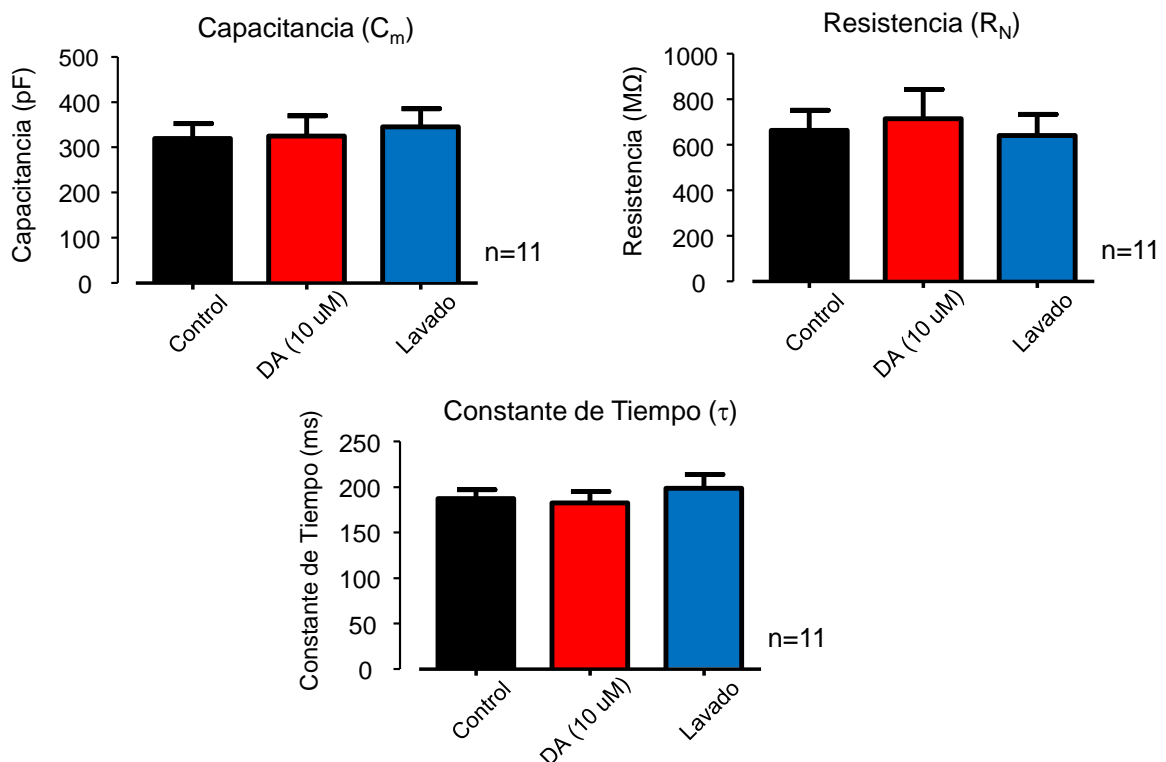 Capacitancia (Cm)
Capacitancia (pF)
500
400
300
200
100
0
Control
DA (10 uM)
Lavado
n=11
Resistencia (RN)
Resistencia (MΩ)
1000
800
600
400
200
0
Control
DA (10 uM)
Lavado
n=11
Constante de Tiempo (τ)
Constante de Tiempo (ms)
250
200
150
100
50
0
Control
DA (10 uM)
Lavado
n=11